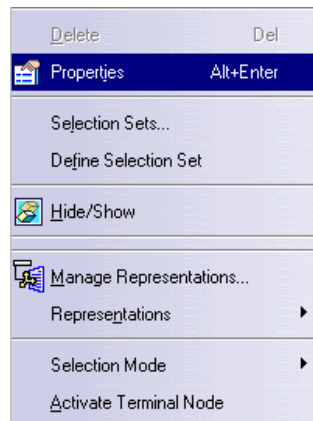 Delete Del
Properties Alt+Enter
Selection Sets...
Define Selection Set
Hide/Show
Manage Representations...
Representations
Selection Mode
Activate Terminal Node